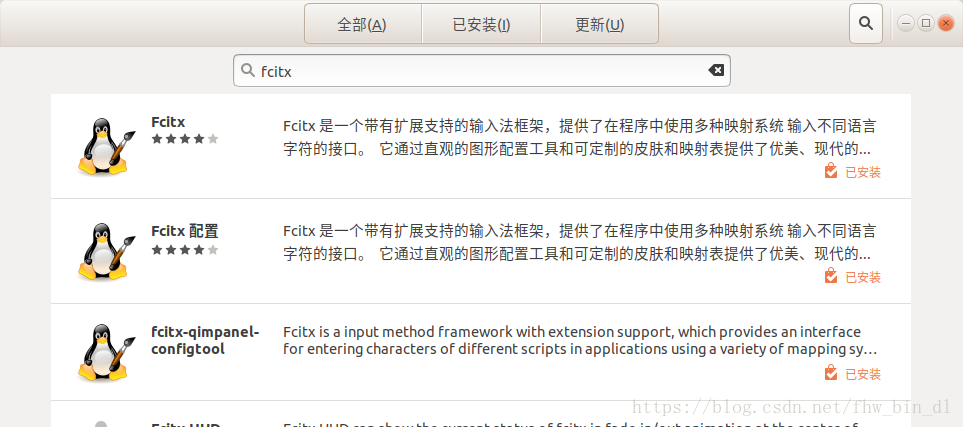 全部(A) 已安装(I) 更新(U)
fcitx
Fcitx
Fcitx 是一个带有扩展支持的输入法框架，提供了在程序中使用多种映射系统 输入不同语言
字符的接口。 它通过直观的图形配置工具和可定制的皮肤和映射表提供了优美、现代的...
已安装
Fcitx 配置
Fcitx 是一个带有扩展支持的输入法框架，提供了在程序中使用多种映射系统 输入不同语言
字符的接口。 它通过直观的图形配置工具和可定制的皮肤和映射表提供了优美、现代的...
已安装
fcitx-qimpanel-
configtool
Fcitx is a input method framework with extension support, which provides an interface
for entering characters of different scripts in applications using a variety of mapping sy...
已安装
https://blog.csdn.net/fhw_bin_dl